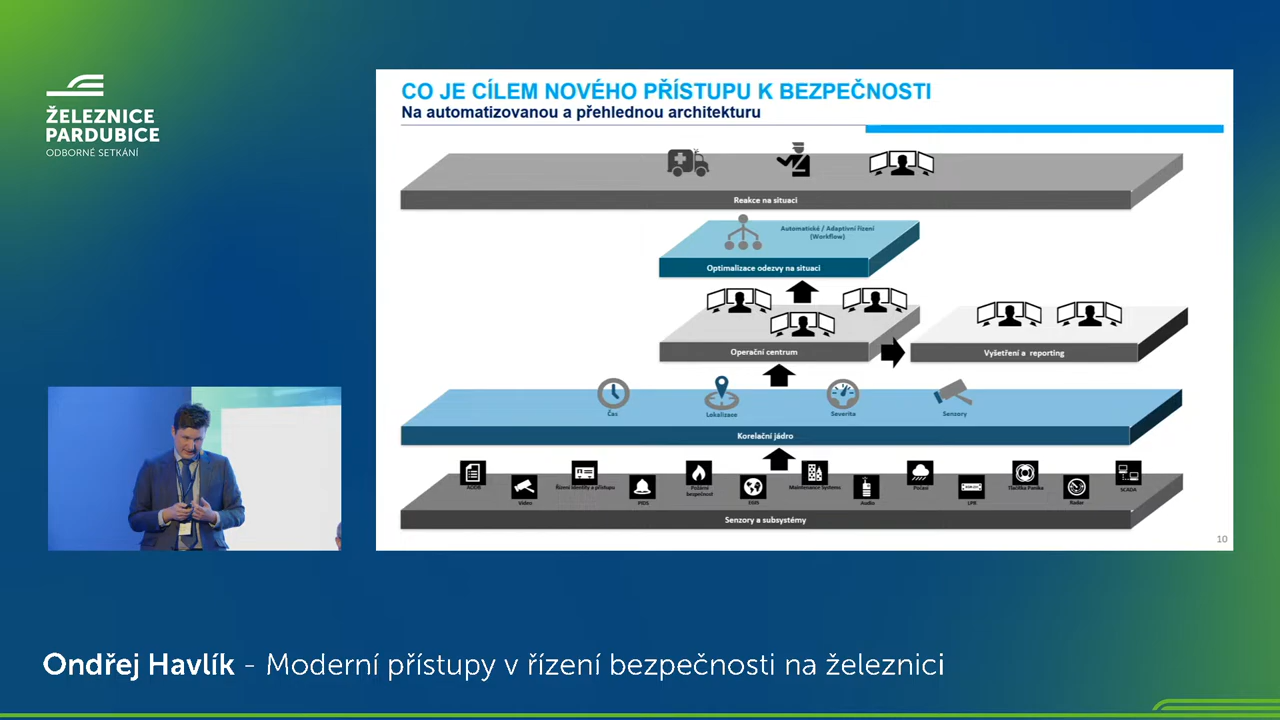 ŽELEZNICE
PARDUBICE
ODBORNÉ SETKÁNÍ
CO JE CÍLEM NOVÉHO PŘÍSTUPU K BEZPEČNOSTI
Na automatizovanou a přehlednou architekturu
Reakce na situaci
Automatické / Adaptivní řízení
(Workflow)
Optimalizace odezvy na situaci
Operační centrum
Vyšetření a reporting
Čas
Lokalizace
Severita
Senzory
Korelační jádro
AODB
Video
Řízení identity a přístupu
PIDS
Požární
bezpečnost
EGIS
Maintenance Systems
Audio
Počasí
LPR
Tlačítka Panika
Radar
SCADA
Senzory a subsystémy
10
Ondřej Havlík - Moderní přístupy v řízení bezpečnosti na železnici